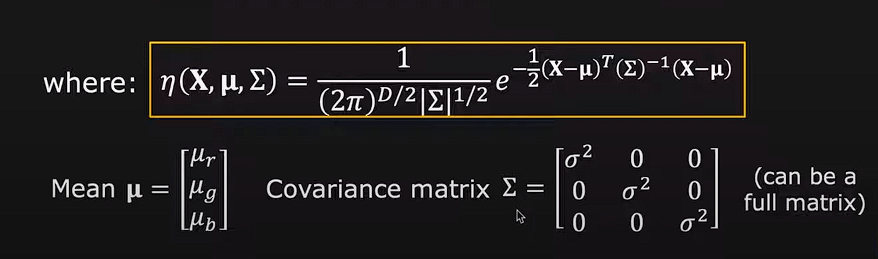 where: η(X, μ, Σ) = 1 / ((2π)^{D/2}|Σ|^{1/2}) e^{-1/2 (X−μ)^T (Σ)^{−1} (X−μ)}
Mean μ = [μ_r μ_g μ_b] Covariance matrix Σ = [σ² 0 0; 0 σ² 0; 0 0 σ²] (can be a
full matrix)